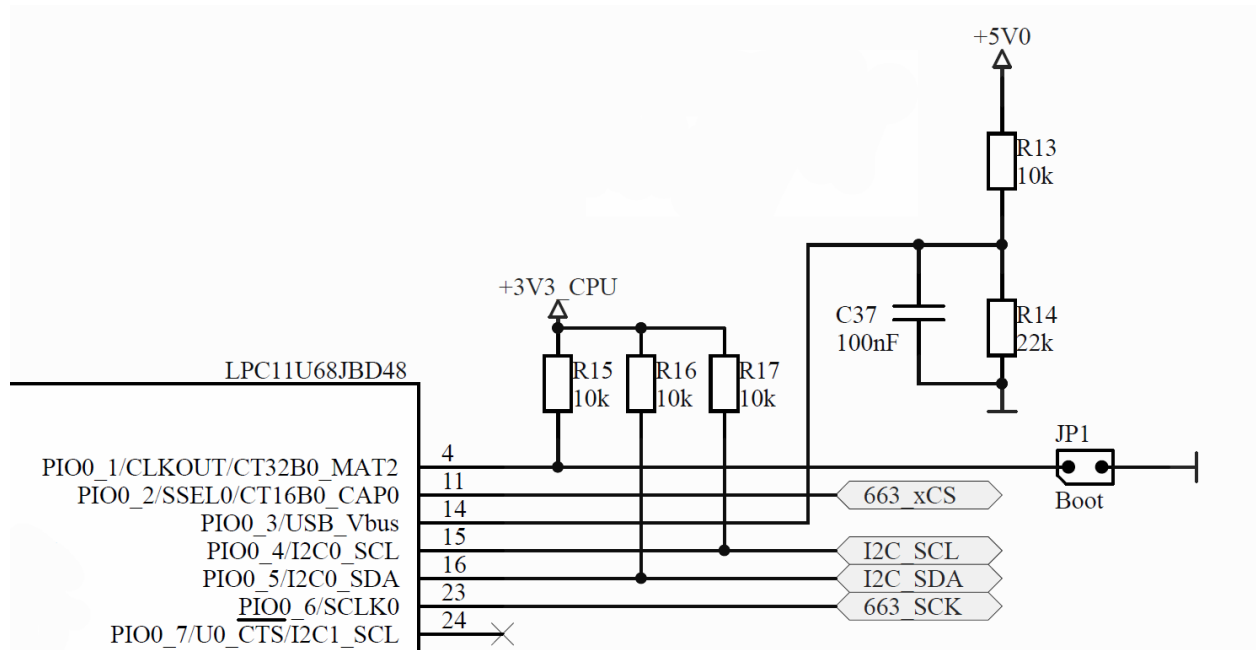 +5V0
R13
10k
+3V3_CPU
C37
100nF
R14
22k
LPC11U68JBD48
R15
10k
R16
10k
R17
10k
JP1
Boot
PIO0_1/CLKOUT/CT32B0_MAT2 4
PIO0_2/SSEL0/CT16B0_CAP0 11 663_xCS
PIO0_3/USB_Vbus 14
PIO0_4/I2C0_SCL 15 I2C_SCL
PIO0_5/I2C0_SDA 16 I2C_SDA
PIO0_6/SCLK0 23 663_SCK
PIO0_7/U0_CTS/I2C1_SCL 24